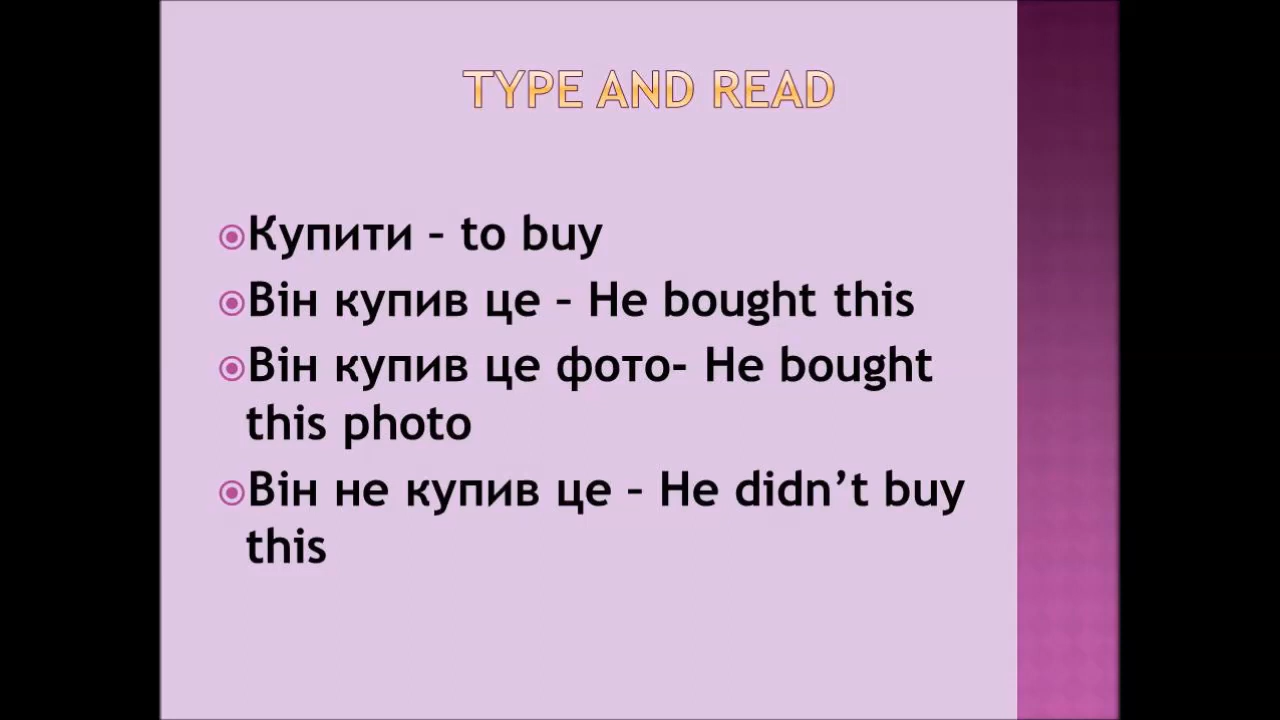 TYPE AND READ
Купити – to buy
Він купив це – He bought this
Він купив це фото- He bought
this photo
Він не купив це – He didn’t buy
this